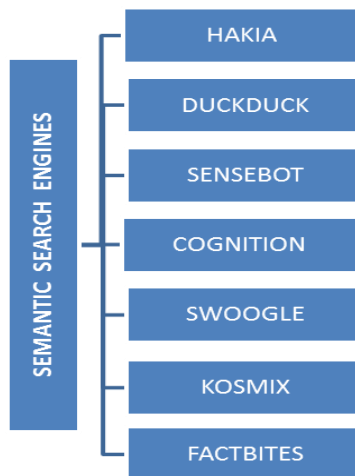 SEMANTIC SEARCH ENGINES
HAKIA
DUCKDUCK
SENSEBOT
COGNITION
SWOOGLE
KOSMIX
FACTBITES